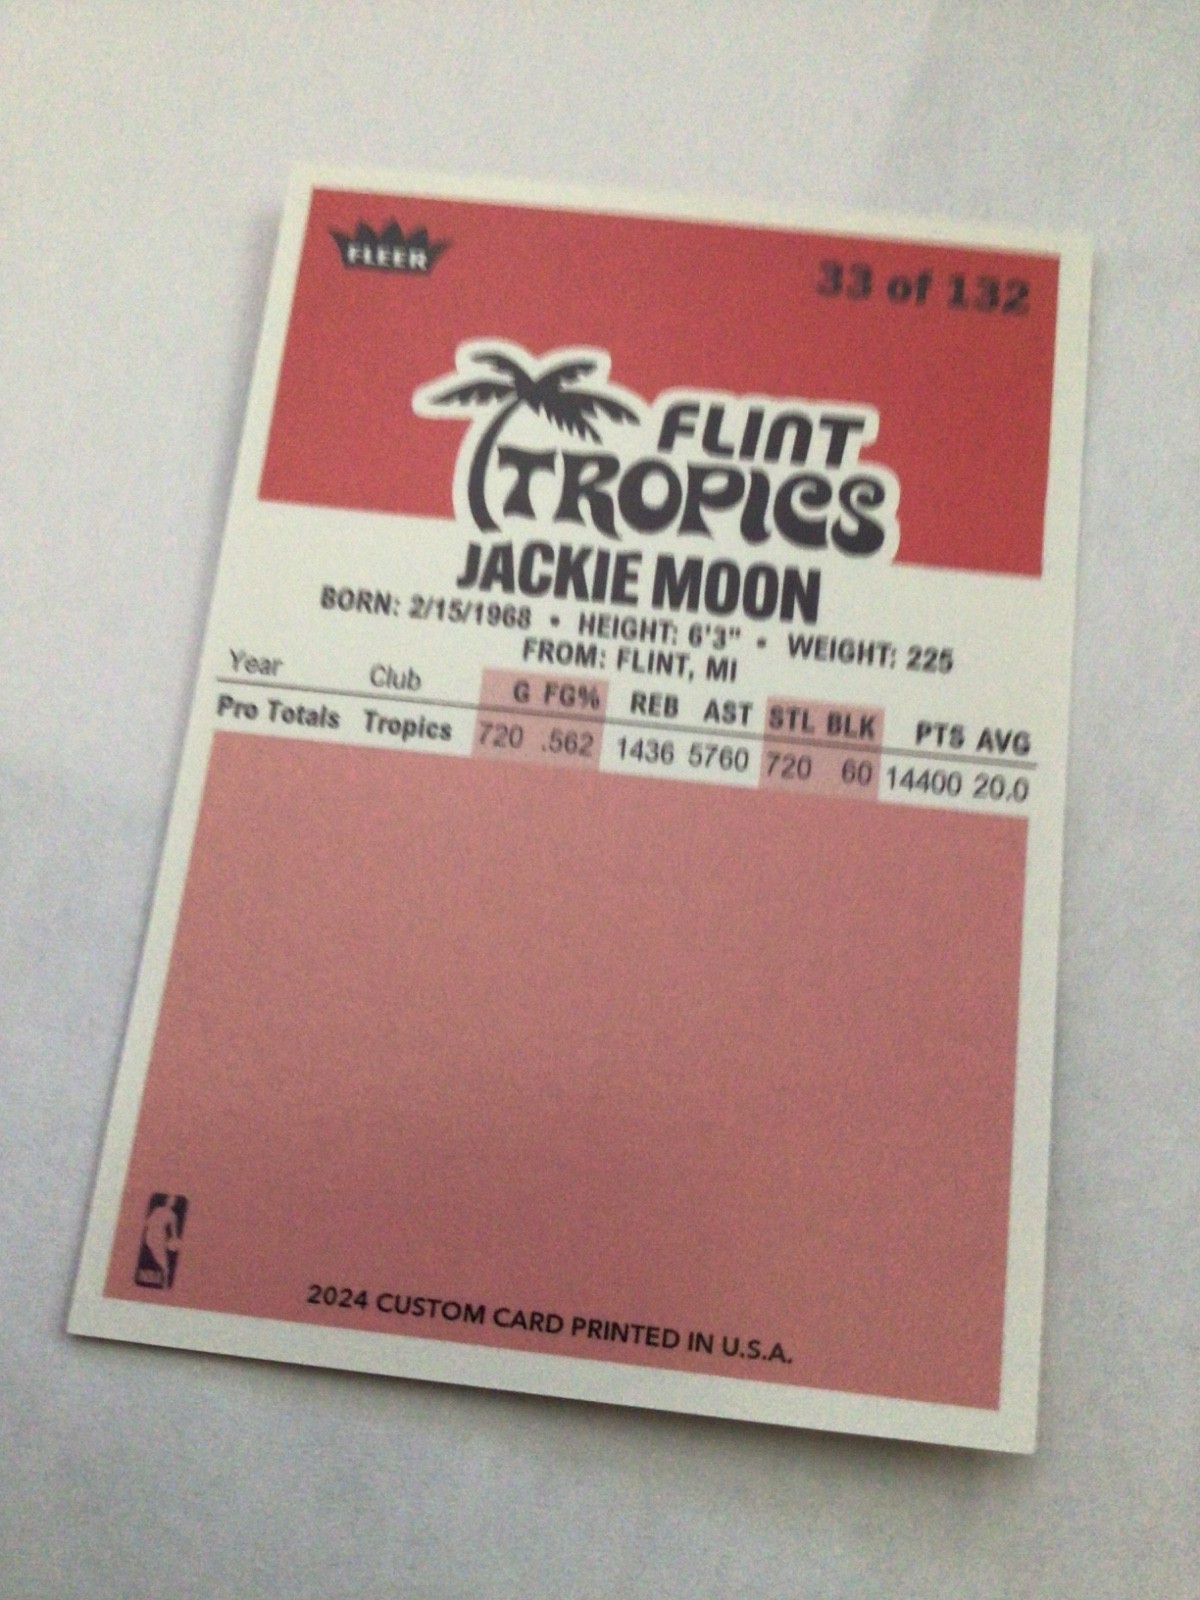 FLEER
33 of 132
FLINT
TROPICS
JACKIE MOON
BORN: 2/15/1968 • HEIGHT: 6'3" • WEIGHT: 225
FROM: FLINT, MI
Year Club G FG% REB AST STL BLK PTS AVG
Pro Totals Tropics 720 .562 1436 5760 720 60 14400 20.0
NBA
2024 CUSTOM CARD PRINTED IN U.S.A.